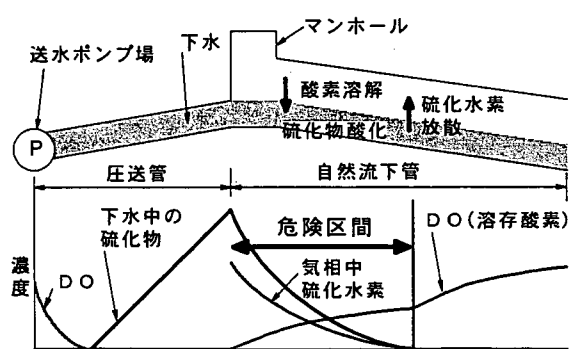 マンホール
送水ポンプ場
下水
酸素溶解
硫化水素
放散
硫化物酸化
P
圧送管
自然流下管
下水中の
硫化物
危険区間
DO(溶存酸素)
濃度
DO
気相中
硫化水素